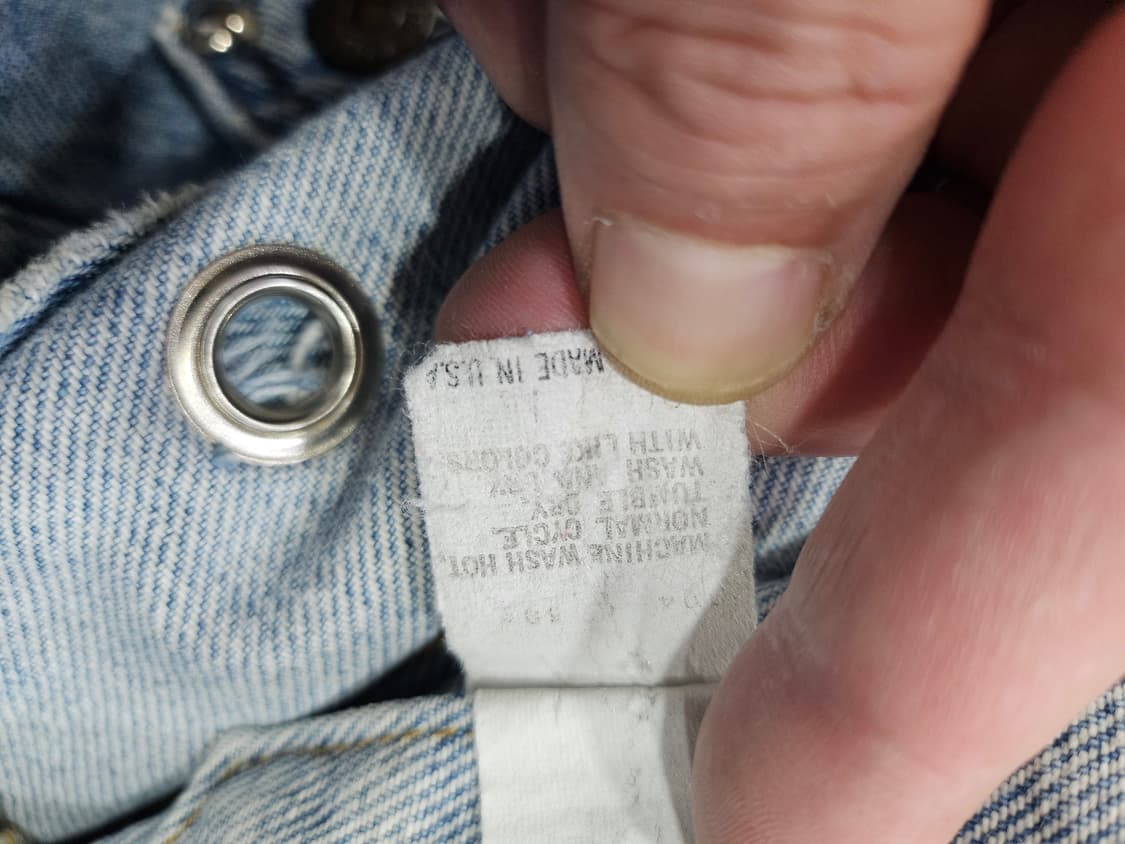 MACHINE WASH HOT,
NORMAL CYCLE.
TUMBLE DRY
WASH AND DRY
WITH LIKE COLORS.
MADE IN U.S.A